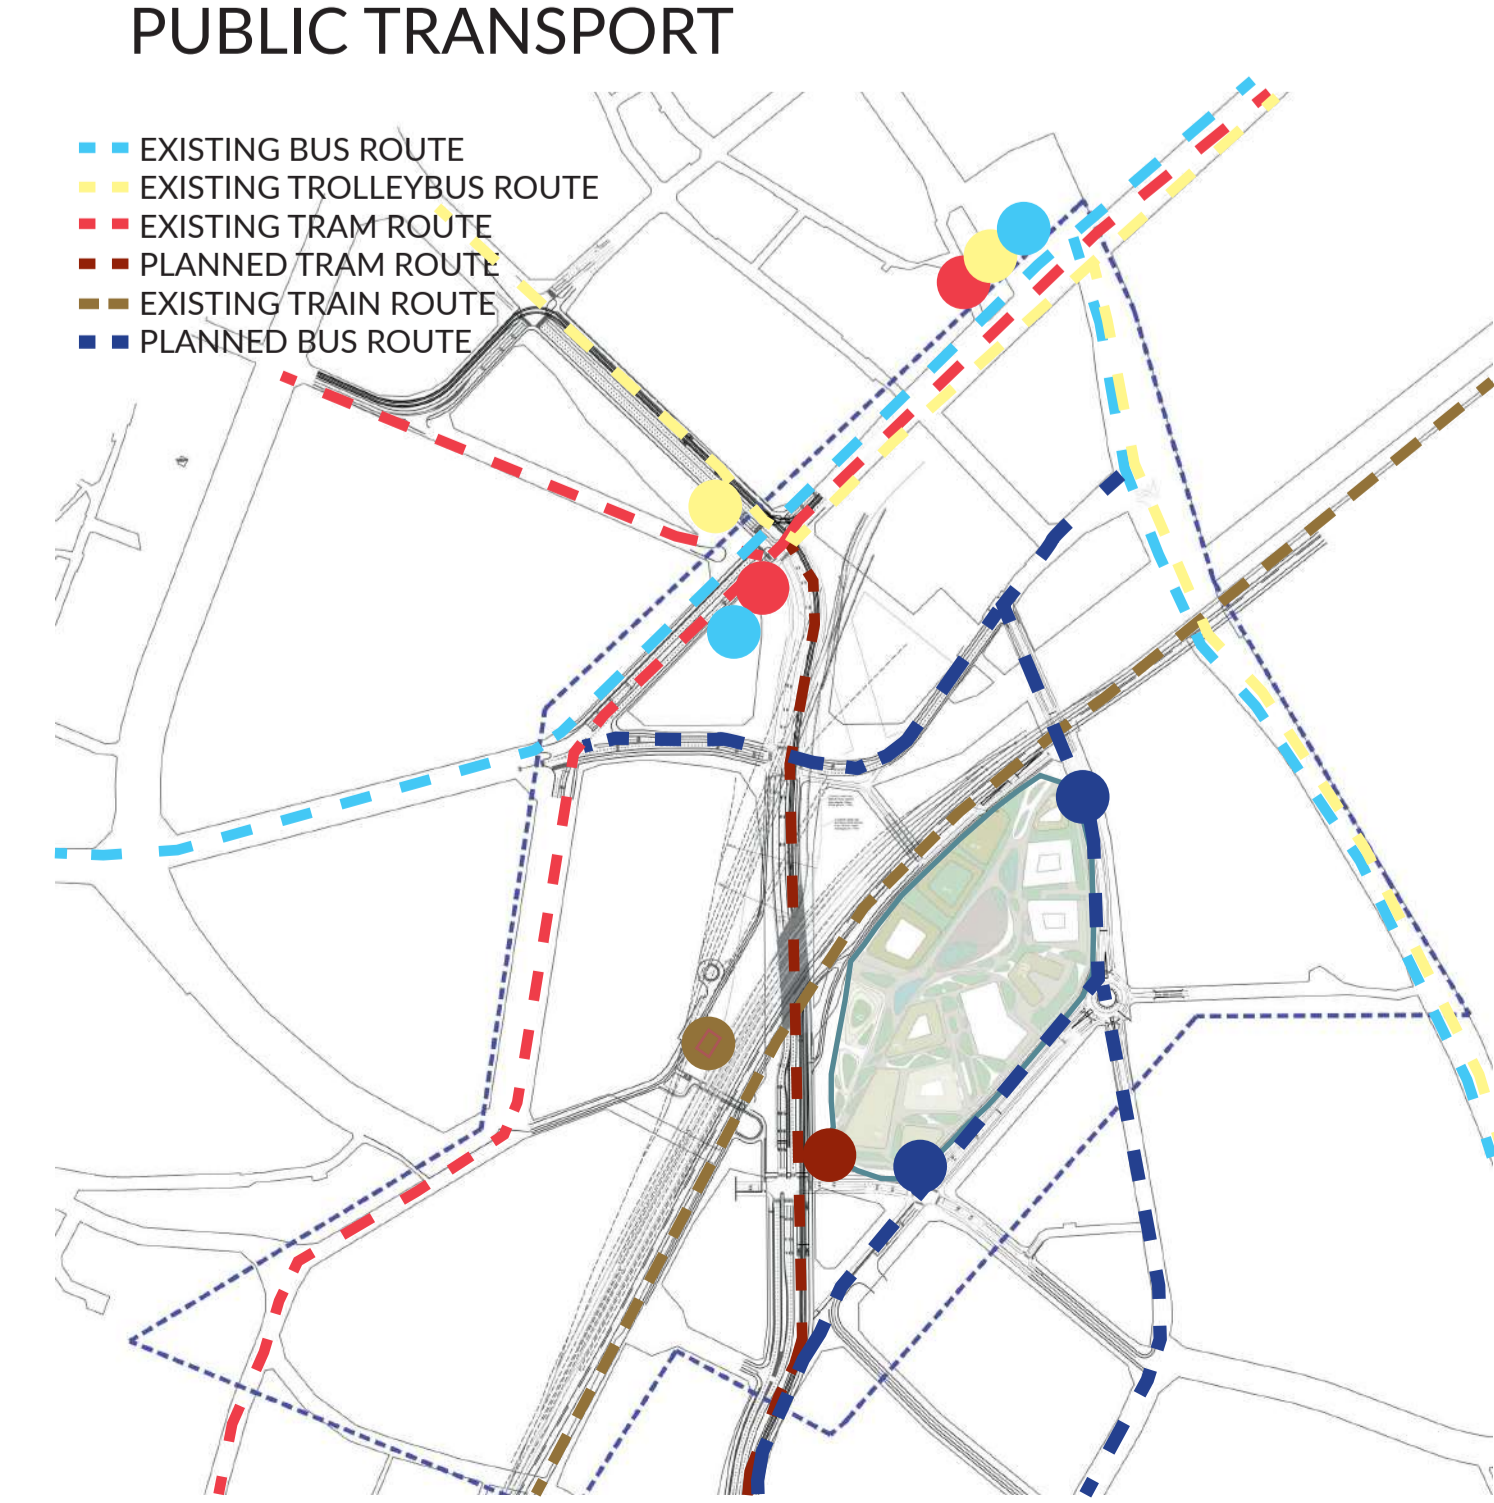 PUBLIC TRANSPORT
EXISTING BUS ROUTE
EXISTING TROLLEYBUS ROUTE
EXISTING TRAM ROUTE
PLANNED TRAM ROUTE
EXISTING TRAIN ROUTE
PLANNED BUS ROUTE